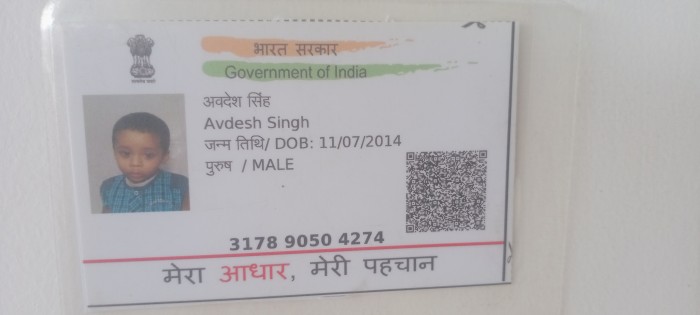 भारत सरकार
Government of India
अवदेश सिंह
Avdesh Singh
जन्म तिथि/ DOB: 11/07/2014
पुरुष / MALE
3178 9050 4274
मेरा आधार, मेरी पहचान